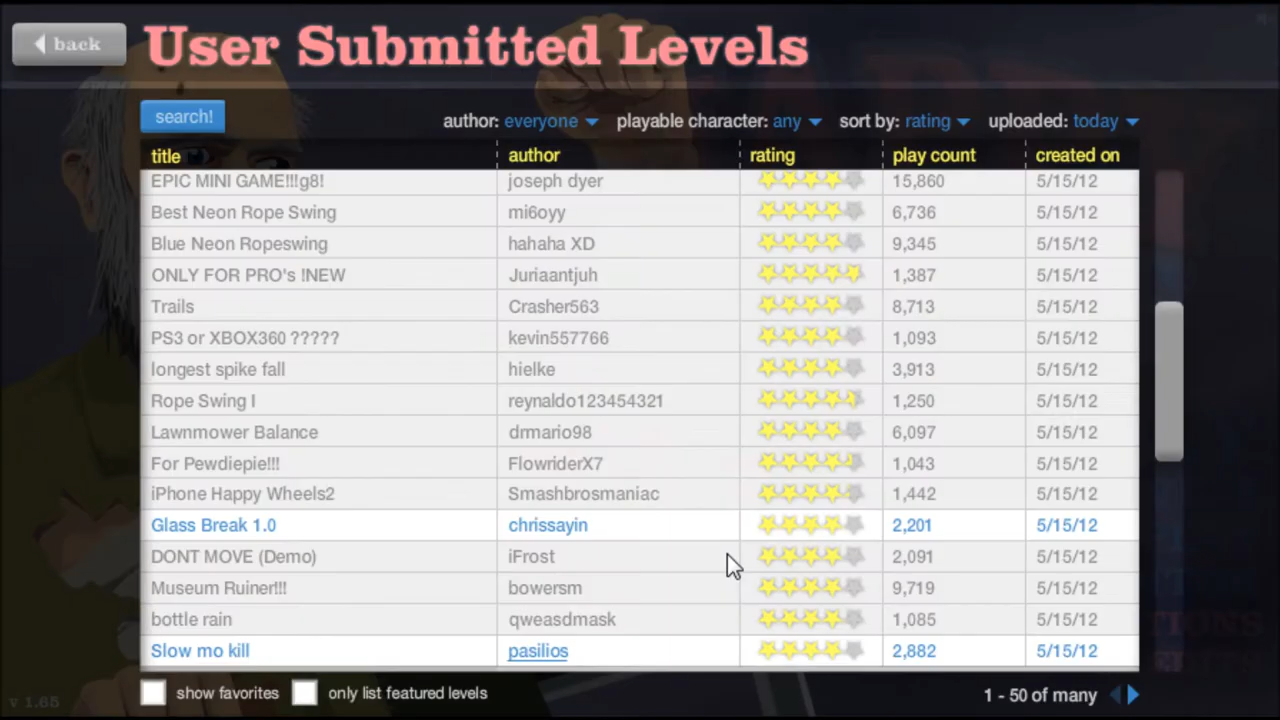 back
User Submitted Levels
search!
author: everyone playable character: any sort by: rating uploaded: today
title author rating play count created on
EPIC MINI GAME!!!g8! joseph dyer 15,860 5/15/12
Best Neon Rope Swing mi6oyy 6,736 5/15/12
Blue Neon Ropeswing hahaha XD 9,345 5/15/12
ONLY FOR PRO's !NEW Juriaantjuh 1,387 5/15/12
Trails Crasher563 8,713 5/15/12
PS3 or XBOX360 ????? kevin557766 1,093 5/15/12
longest spike fall hielke 3,913 5/15/12
Rope Swing I reynaldo123454321 1,250 5/15/12
Lawnmower Balance drmario98 6,097 5/15/12
For Pewdiepie!!! FlowriderX7 1,043 5/15/12
iPhone Happy Wheels2 Smashbrosmaniac 1,442 5/15/12
Glass Break 1.0 chrissayin 2,201 5/15/12
DONT MOVE (Demo) iFrost 2,091 5/15/12
Museum Ruiner!!! bowersm 9,719 5/15/12
bottle rain qweasdmask 1,085 5/15/12
Slow mo kill pasilios 2,882 5/15/12
show favorites only list featured levels 1 - 50 of many
v 1.65